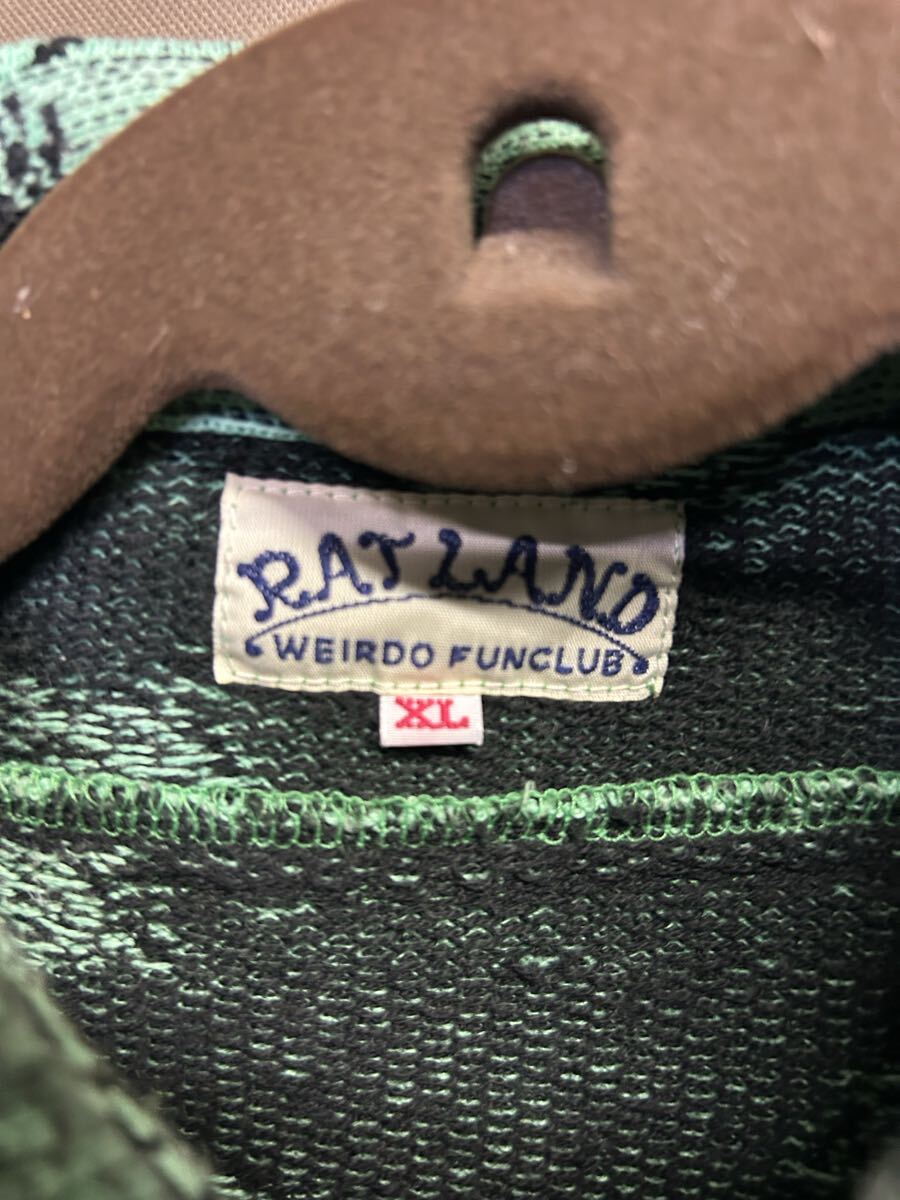 RAT LAND
WEIRDO FUNCLUB
XL